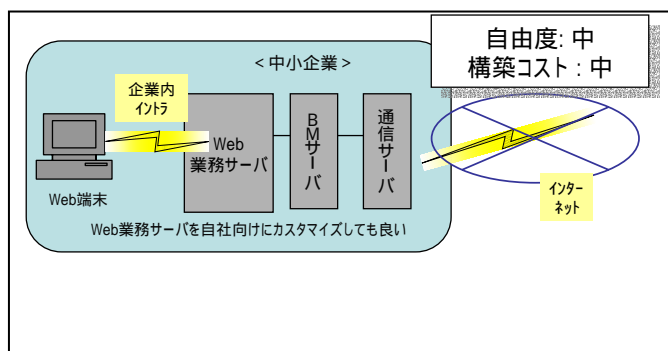 自由度: 中
構築コスト : 中
< 中小企業 >
企業内
イントラ
Web
業務サーバ
BMサーバ
通信サーバ
Web端末
インター
ネット
Web業務サーバを自社向けにカスタマイズしても良い